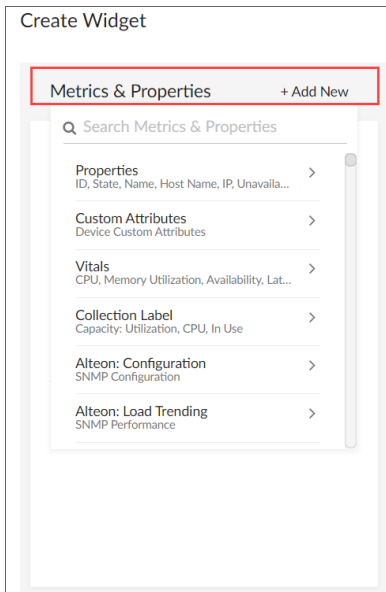 Create Widget
Metrics & Properties + Add New
Search Metrics & Properties
Properties
ID, State, Name, Host Name, IP, Unavaila...
Custom Attributes
Device Custom Attributes
Vitals
CPU, Memory Utilization, Availability, Lat...
Collection Label
Capacity: Utilization, CPU, In Use
Alteon: Configuration
SNMP Configuration
Alteon: Load Trending
SNMP Performance